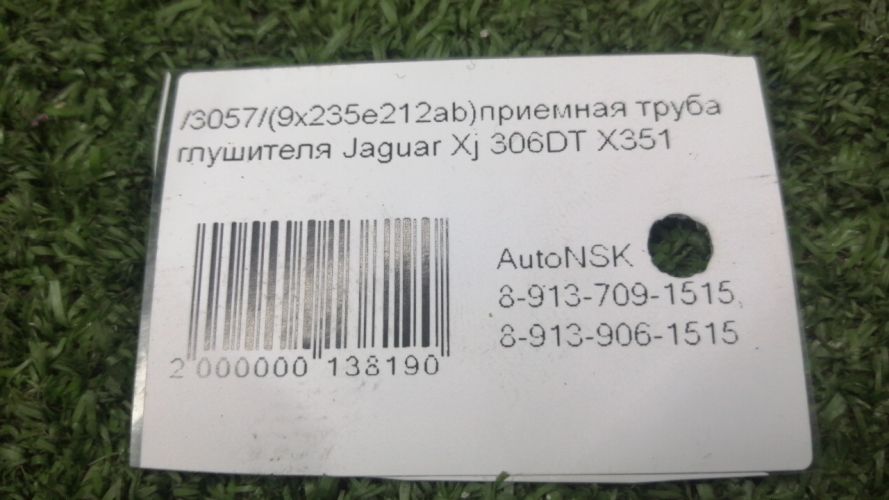 /3057/(9x235e212ab)приемная труба
глушителя Jaguar Xj 306DT X351
AutoNSK
8-913-709-1515,
8-913-906-1515
2 000000 138190